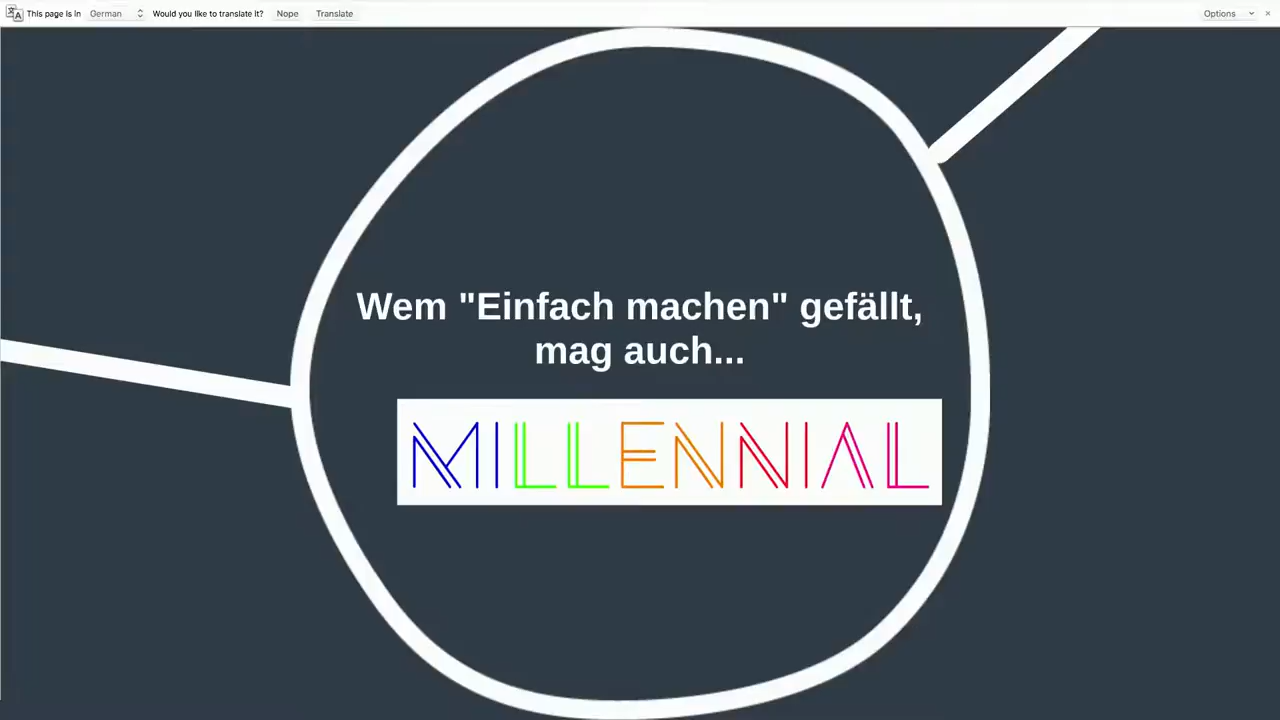 This page is in German Would you like to translate it? Nope Translate Options
Wem "Einfach machen" gefällt,
mag auch...
MILLENNIAL